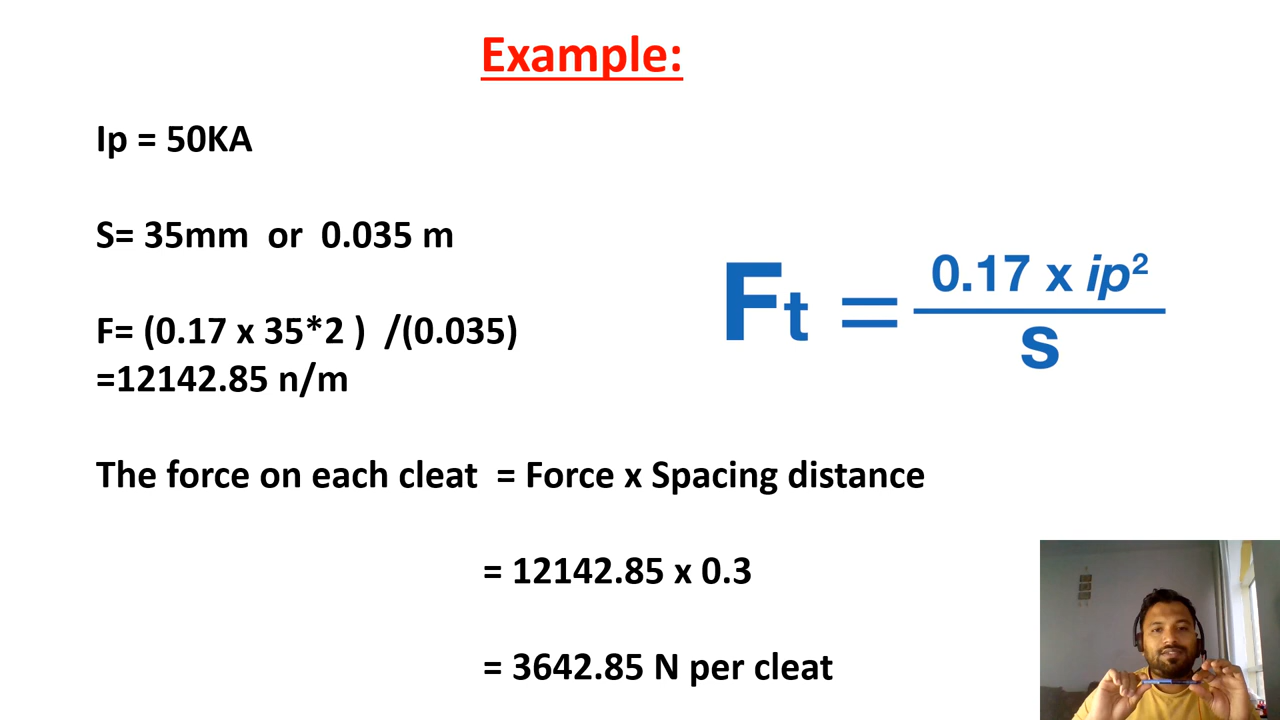 Example:
Ip = 50KA
S= 35mm or 0.035 m
F= (0.17 x 35*2 ) /(0.035)
=12142.85 n/m
Ft = 0.17 x ip²
s
The force on each cleat = Force x Spacing distance
= 12142.85 x 0.3
= 3642.85 N per cleat